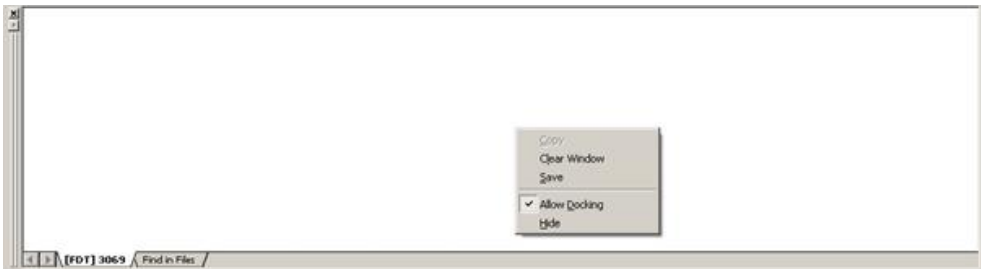 Copy
Clear Window
Save
Allow Docking
Hide
[FDT] 3069 Find in Files